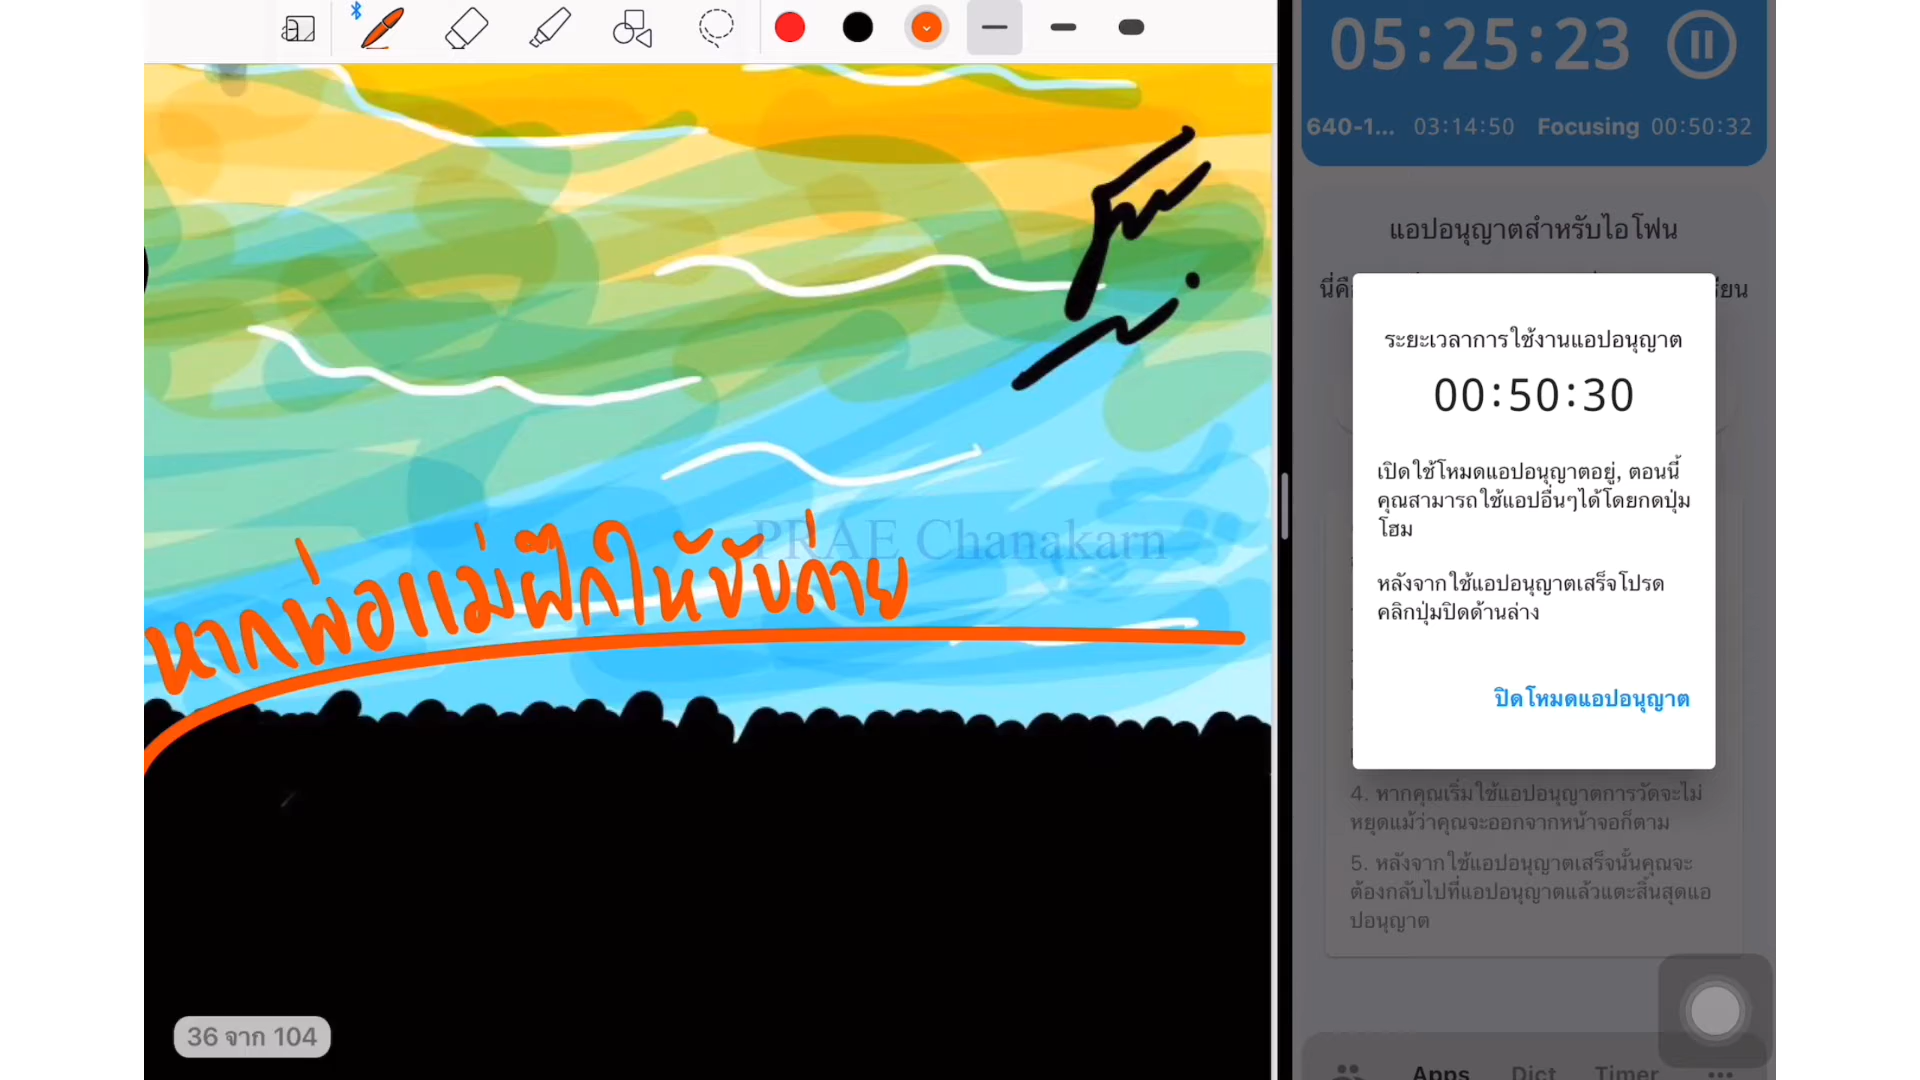 05:25:23
640-1... 03:14:50 Focusing 00:50:32
แอปอนุญาตสำหรับไอโฟน
ระยะเวลาการใช้งานแอปอนุญาต
00:50:30
เปิดใช้โหมดแอปอนุญาตอยู่, ตอนนี้
คุณสามารถใช้แอปอื่นๆได้โดยกดปุ่ม
โฮม
หลังจากใช้แอปอนุญาตเสร็จโปรด
คลิกปุ่มปิดด้านล่าง
ปิดโหมดแอปอนุญาต
4. หากคุณเริ่มใช้แอปอนุญาตการวัดจะไม่
หยุดแม้ว่าคุณจะออกจากหน้าจอก็ตาม
5. หลังจากใช้แอปอนุญาตเสร็จนั้นคุณจะ
ต้องกลับไปที่แอปอนุญาตแล้วแตะสิ้นสุดแอ
ปอนุญาต
Apps Dict Timer
PRAE Chanakarn
หากพ่อแม่ฝึกให้ขับถ่าย
36 จาก 104